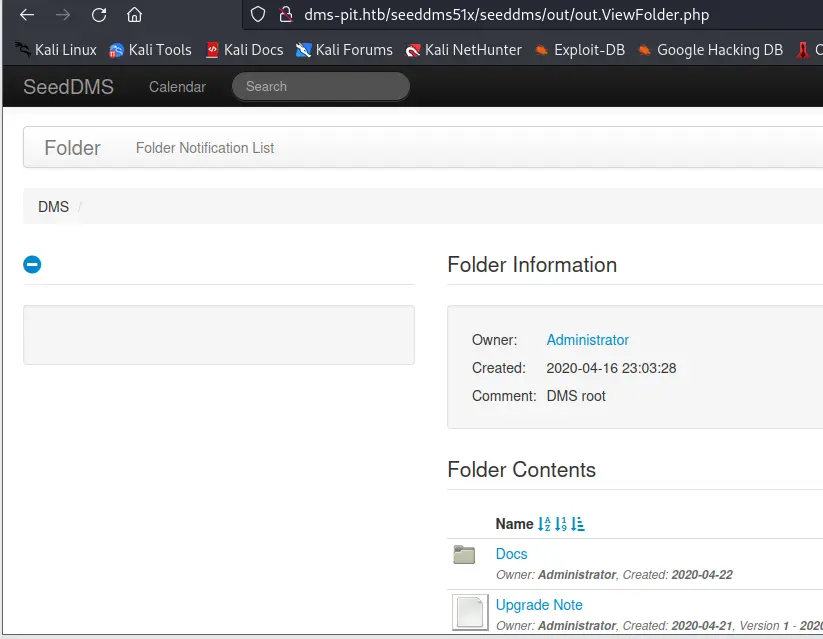 dms-pit.htb/seeddms51x/seeddms/out/out.ViewFolder.php
Kali Linux Kali Tools Kali Docs Kali Forums Kali NetHunter Exploit-DB Google Hacking DB
SeedDMS Calendar Search
Folder Folder Notification List
DMS /
Folder Information
Owner: Administrator
Created: 2020-04-16 23:03:28
Comment: DMS root
Folder Contents
Name
Docs
Owner: Administrator, Created: 2020-04-22
Upgrade Note
Owner: Administrator, Created: 2020-04-21, Version 1 - 2020